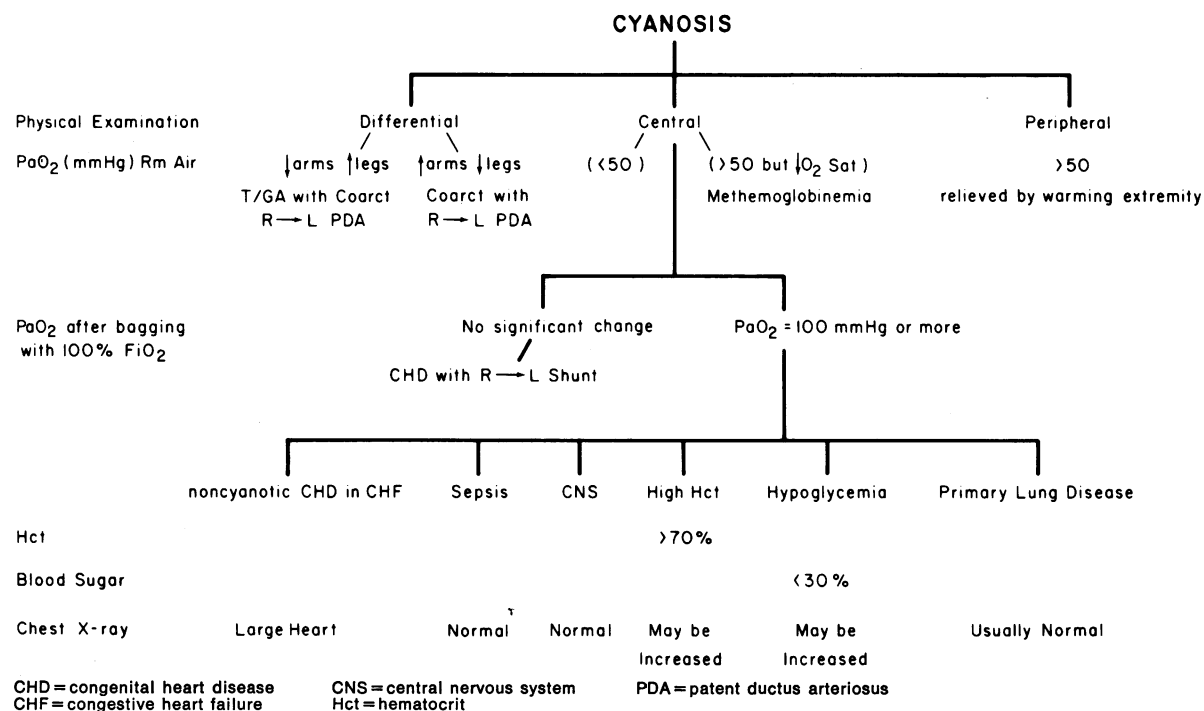 CYANOSIS
Physical Examination Differential Central Peripheral
PaO2 (mmHg) Rm Air ↓arms ↑legs ↑arms ↓legs (<50) (>50 but ↓O2 Sat) >50
T/GA with Coarct Coarct with Methemoglobinemia relieved by warming extremity
R→L PDA R→L PDA
PaO2 after bagging No significant change PaO2 = 100 mmHg or more
with 100% FiO2
CHD with R→L Shunt
noncyanotic CHD in CHF Sepsis CNS High Hct Hypoglycemia Primary Lung Disease
Hct >70%
Blood Sugar <30%
Chest X-ray Large Heart Normal Normal May be May be Usually Normal
Increased Increased
CHD=congenital heart disease CNS=central nervous system PDA=patent ductus arteriosus
CHF=congestive heart failure Hct=hematocrit